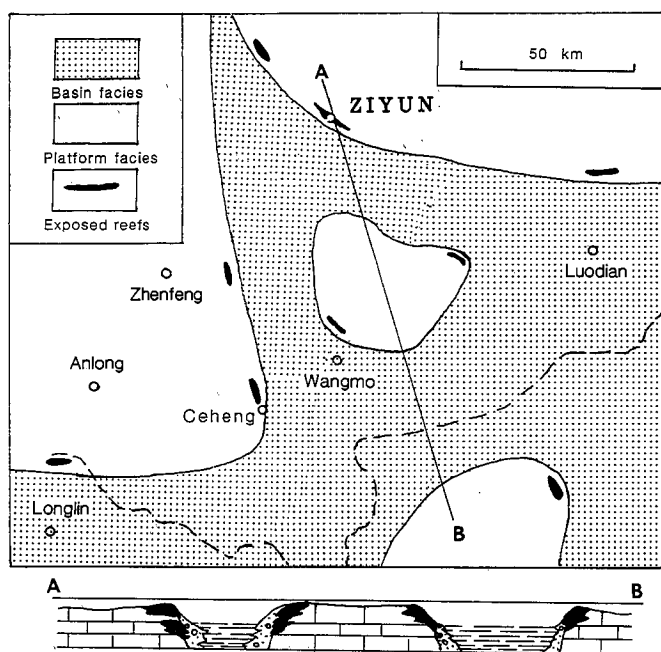 Basin facies
Platform facies
Exposed reefs
50 km
A
ZIYUN
Luodian
Zhenfeng
Anlong
Wangmo
Ceheng
Longlin
B
A
B